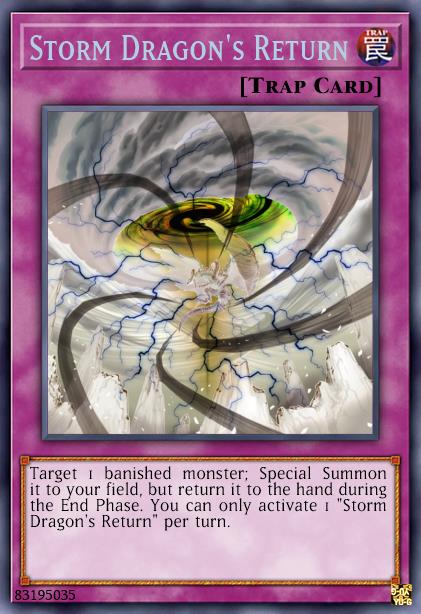 Storm Dragon's Return
TRAP
罠
[Trap Card]
Target 1 banished monster; Special Summon
it to your field, but return it to the hand during
the End Phase. You can only activate 1 "Storm
Dragon's Return" per turn.
83195035